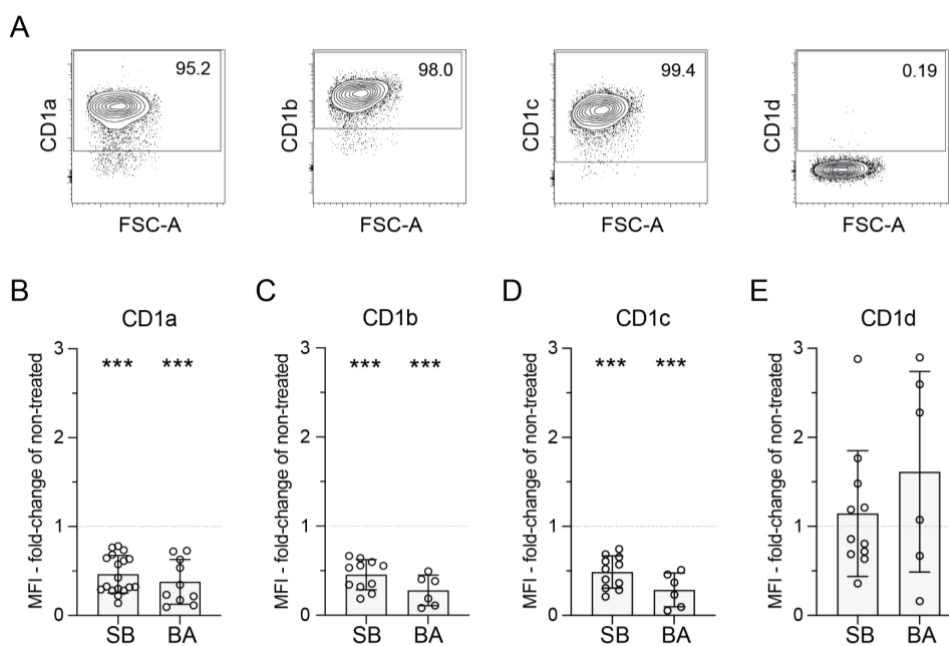 A
95.2
98.0
99.4
0.19
CD1a
CD1b
CD1c
CD1d
FSC-A
FSC-A
FSC-A
FSC-A
B
C
D
E
CD1a
CD1b
CD1c
CD1d
MFI - fold-change of non-treated
3
2
1
0
*** ***
SB BA
MFI - fold-change of non-treated
3
2
1
0
*** ***
SB BA
MFI - fold-change of non-treated
3
2
1
0
*** ***
SB BA
MFI - fold-change of non-treated
3
2
1
0
SB BA